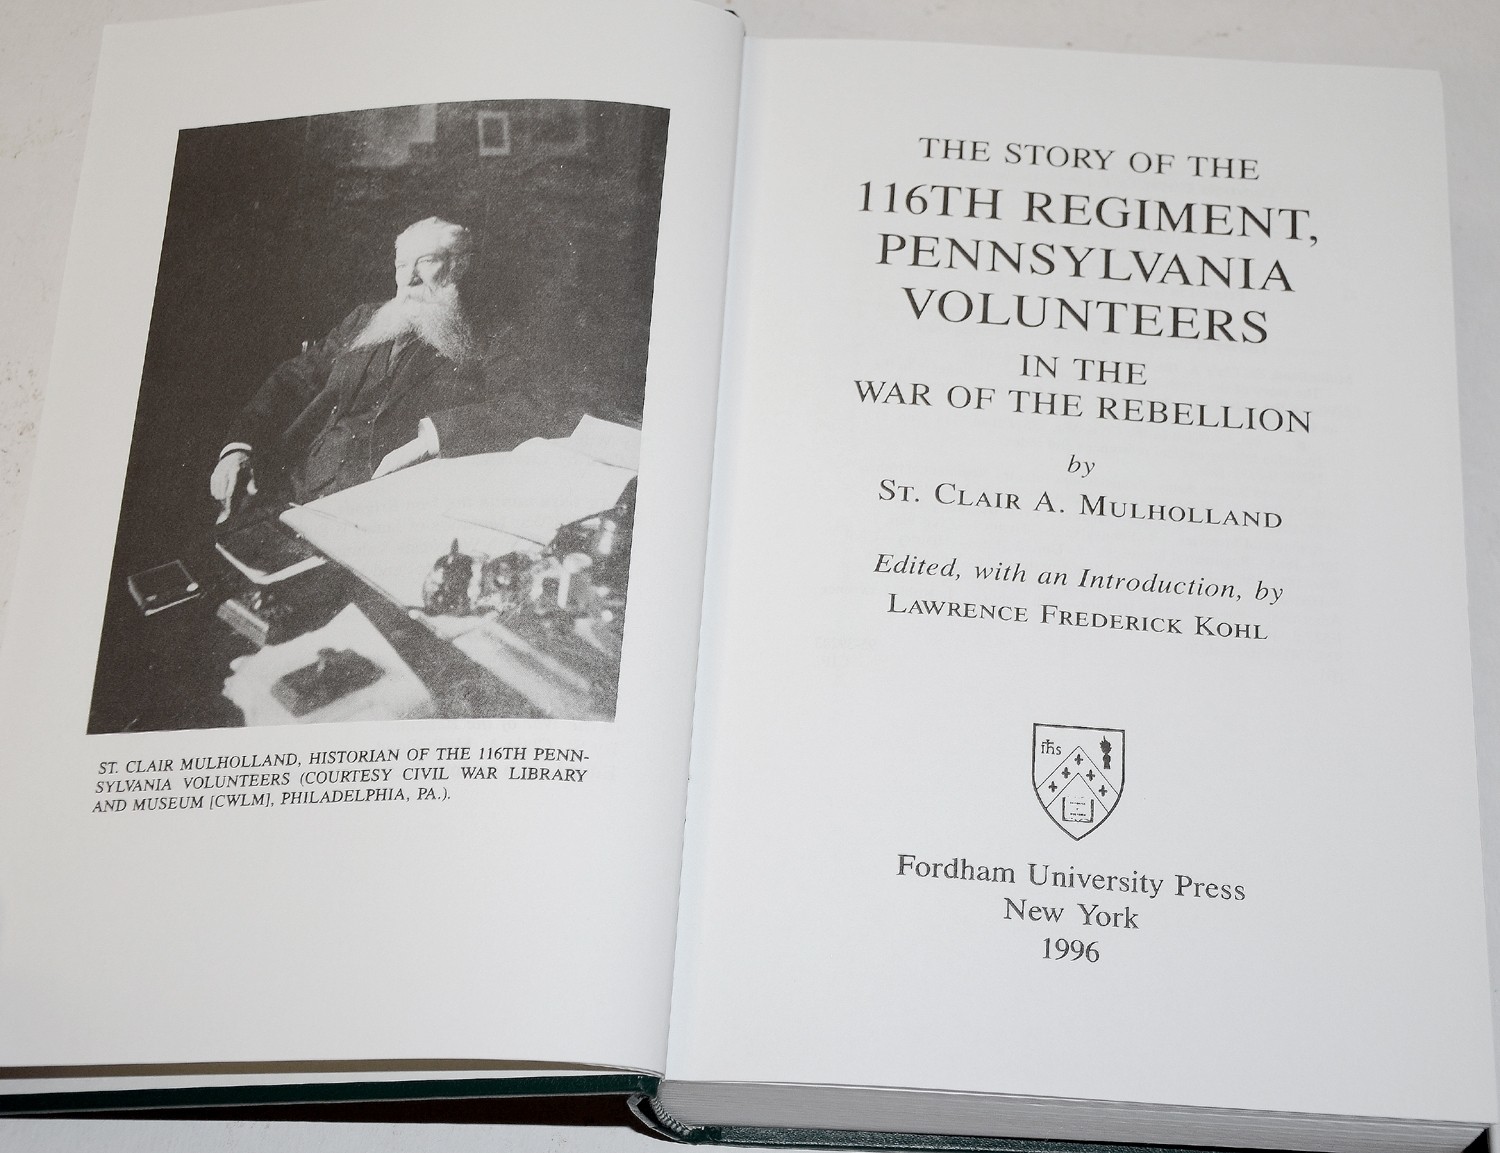 ST. CLAIR MULHOLLAND, HISTORIAN OF THE 116TH PENN-
SYLVANIA VOLUNTEERS (COURTESY CIVIL WAR LIBRARY
AND MUSEUM [CWLM], PHILADELPHIA, PA.).
THE STORY OF THE
116TH REGIMENT,
PENNSYLVANIA
VOLUNTEERS
IN THE
WAR OF THE REBELLION
by
ST. CLAIR A. MULHOLLAND
Edited, with an Introduction, by
LAWRENCE FREDERICK KOHL
ihs
Fordham University Press
New York
1996